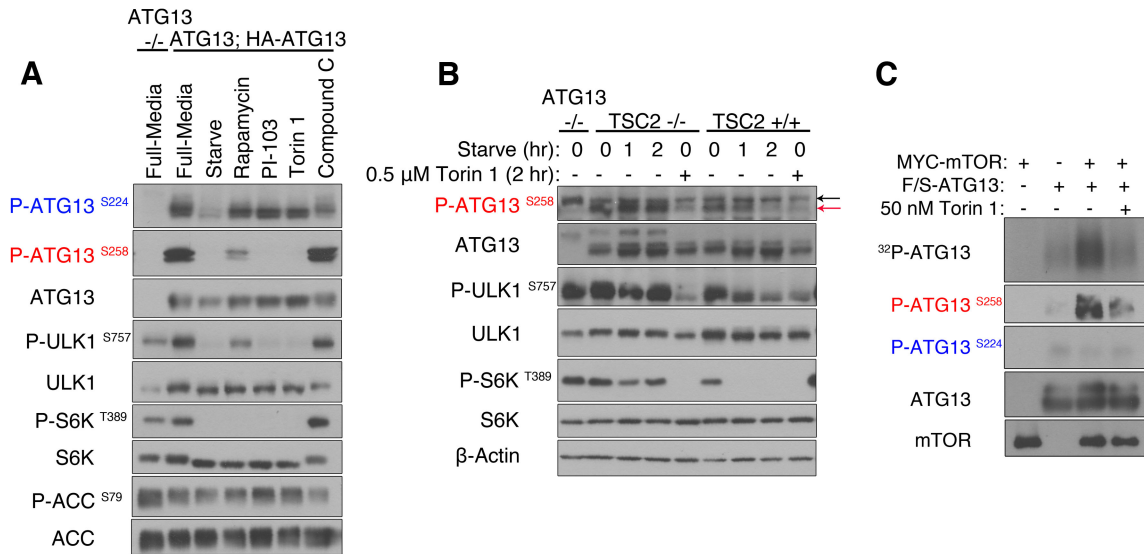 A
ATG13
-/- ATG13; HA-ATG13
Full-Media
Full-Media
Starve
Rapamycin
PI-103
Torin 1
Compound C
P-ATG13 S224
P-ATG13 S258
ATG13
P-ULK1 S757
ULK1
P-S6K T389
S6K
P-ACC S79
ACC
B
ATG13
-/- TSC2 -/- TSC2 +/+
Starve (hr): 0 0 1 2 0 0 1 2 0
0.5 µM Torin 1 (2 hr): - - - - + - - - +
P-ATG13 S258
ATG13
P-ULK1 S757
ULK1
P-S6K T389
S6K
β-Actin
C
MYC-mTOR: + - + +
F/S-ATG13: - + + +
50 nM Torin 1: - - - +
32P-ATG13
P-ATG13 S258
P-ATG13 S224
ATG13
mTOR